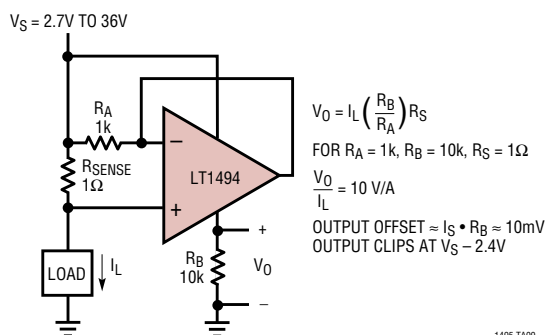 V_S = 2.7V TO 36V
R_A
1k
R_SENSE
1Ω
−
+
LT1494
LOAD
I_L
R_B
10k
+
V_O
−
V_O = I_L (R_B/R_A) R_S
FOR R_A = 1k, R_B = 10k, R_S = 1Ω
V_O/I_L = 10 V/A
OUTPUT OFFSET ≈ I_S • R_B ≈ 10mV
OUTPUT CLIPS AT V_S – 2.4V